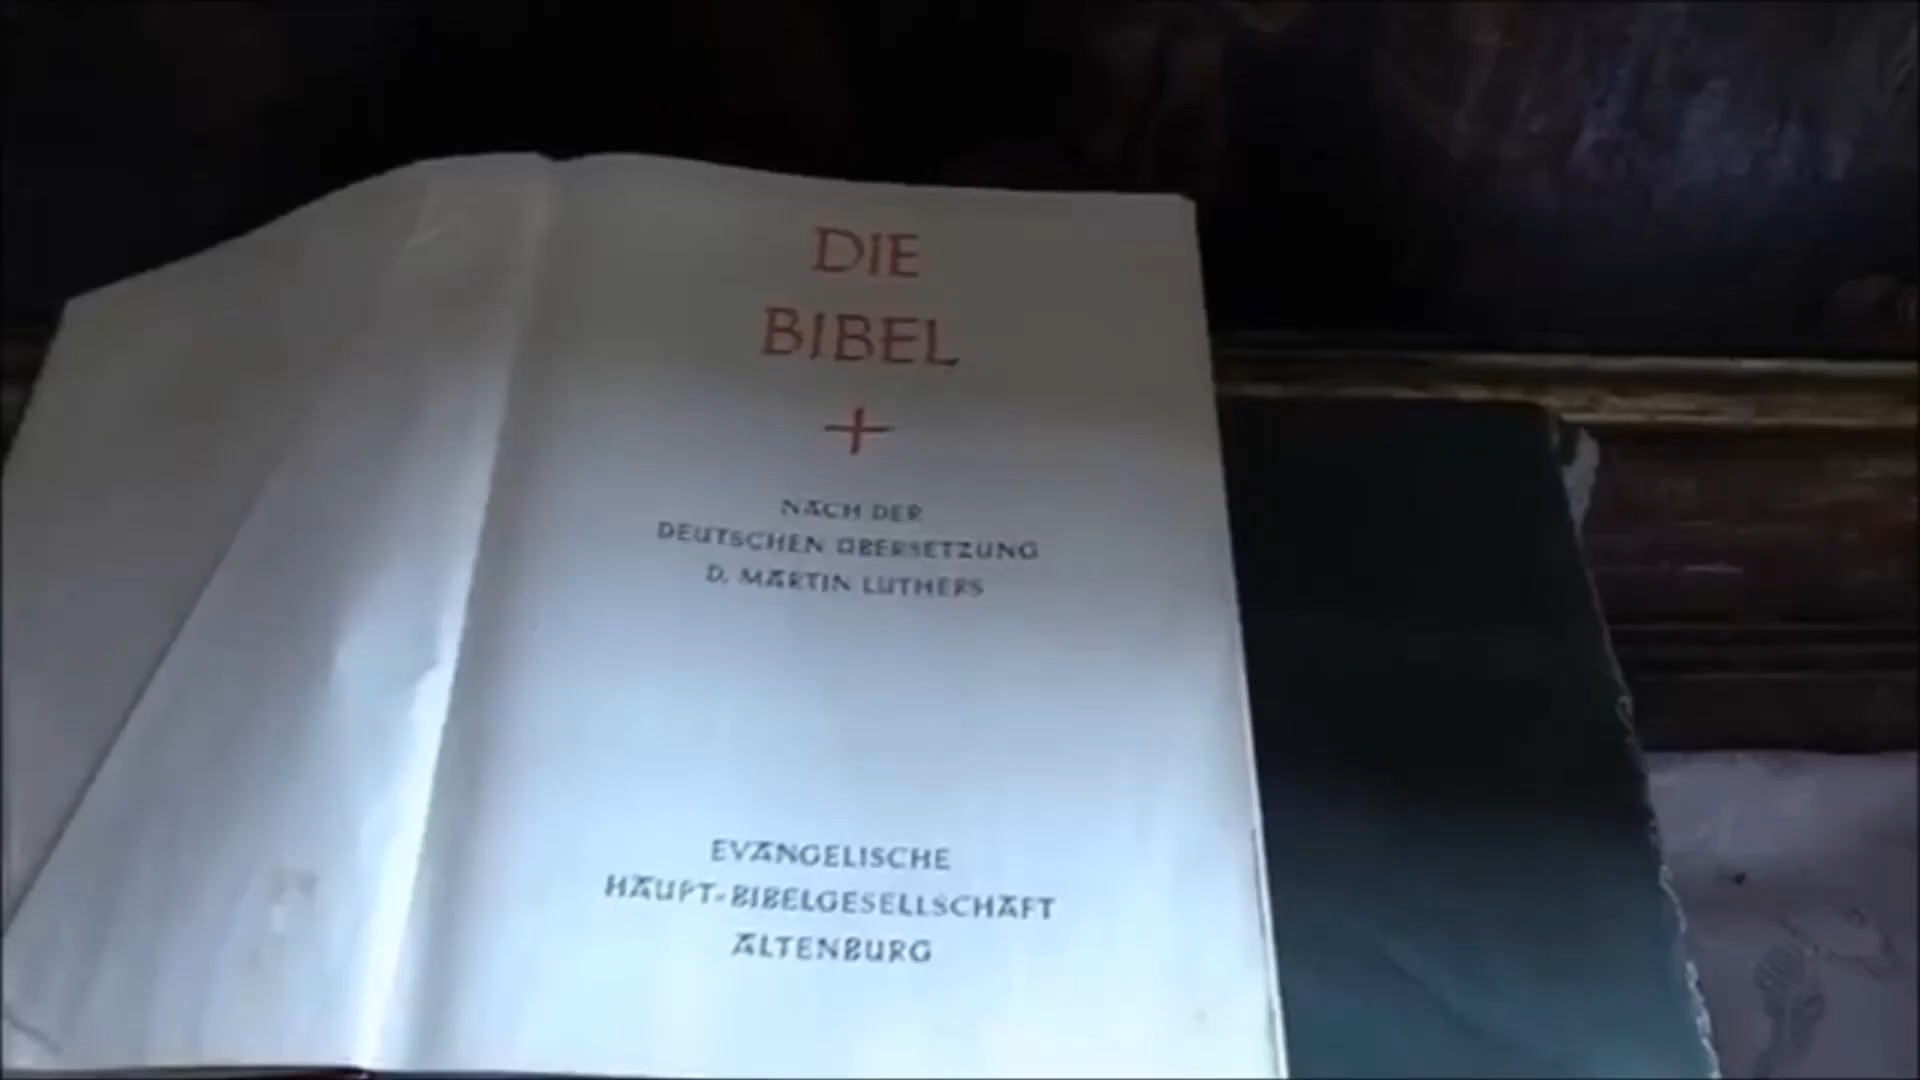 DIE
BIBEL
+
NACH DER
DEUTSCHEN ÜBERSETZUNG
D. MARTIN LUTHERS
EVANGELISCHE
HAUPT-BIBELGESELLSCHAFT
ALTENBURG